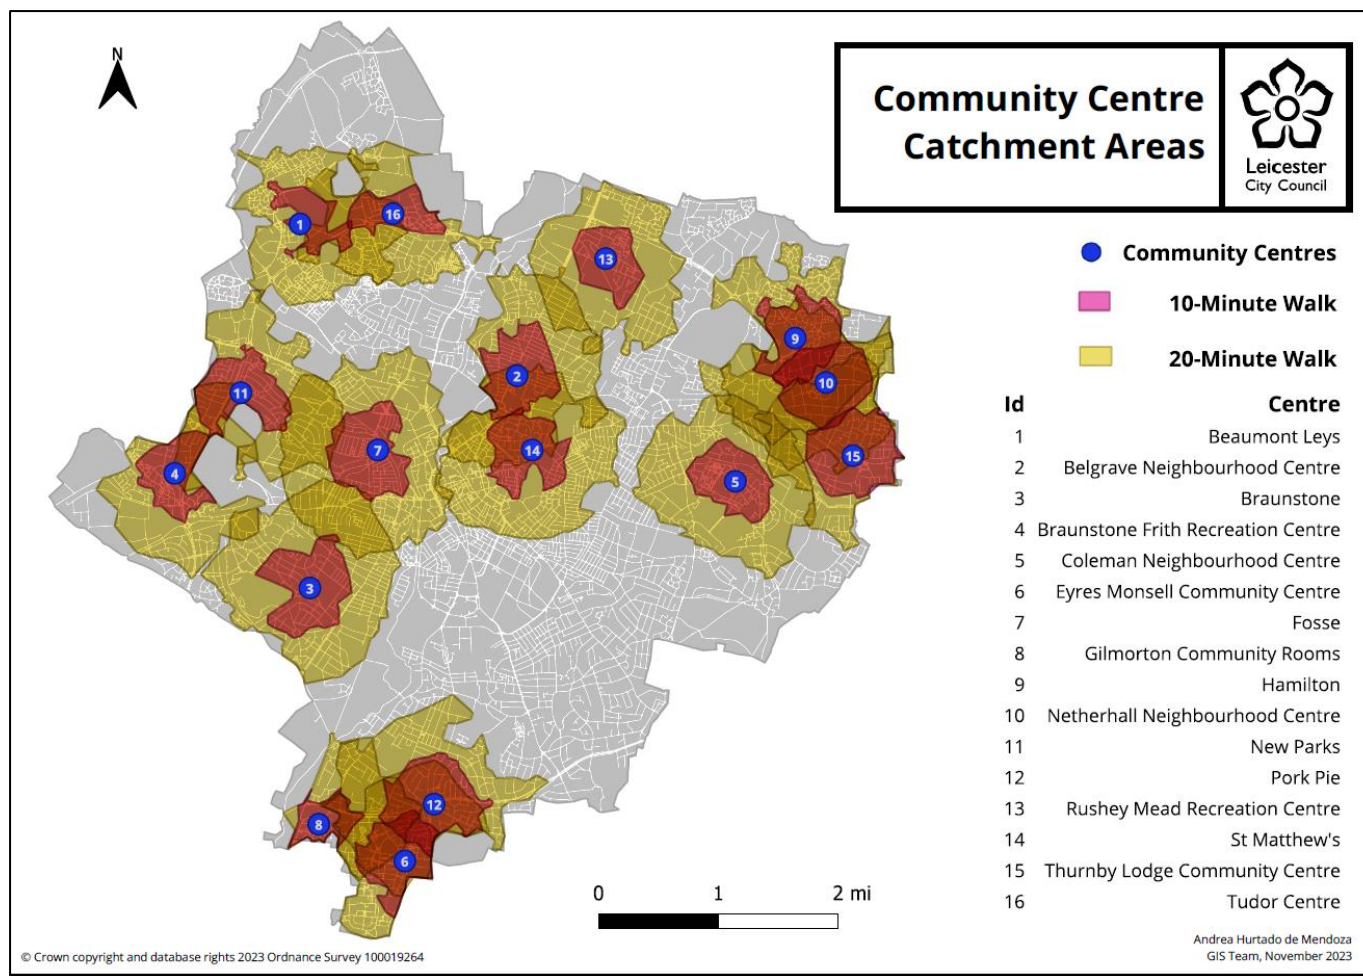 N
Community Centre
Catchment Areas
Leicester
City Council
Community Centres
10-Minute Walk
20-Minute Walk
Id Centre
1 Beaumont Leys
2 Belgrave Neighbourhood Centre
3 Braunstone
4 Braunstone Frith Recreation Centre
5 Coleman Neighbourhood Centre
6 Eyres Monsell Community Centre
7 Fosse
8 Gilmorton Community Rooms
9 Hamilton
10 Netherhall Neighbourhood Centre
11 New Parks
12 Pork Pie
13 Rushey Mead Recreation Centre
14 St Matthew's
15 Thurnby Lodge Community Centre
16 Tudor Centre
1
16
13
9
2
10
11
7
14
15
4
5
3
12
8
6
0 1 2 mi
© Crown copyright and database rights 2023 Ordnance Survey 100019264
Andrea Hurtado de Mendoza
GIS Team, November 2023